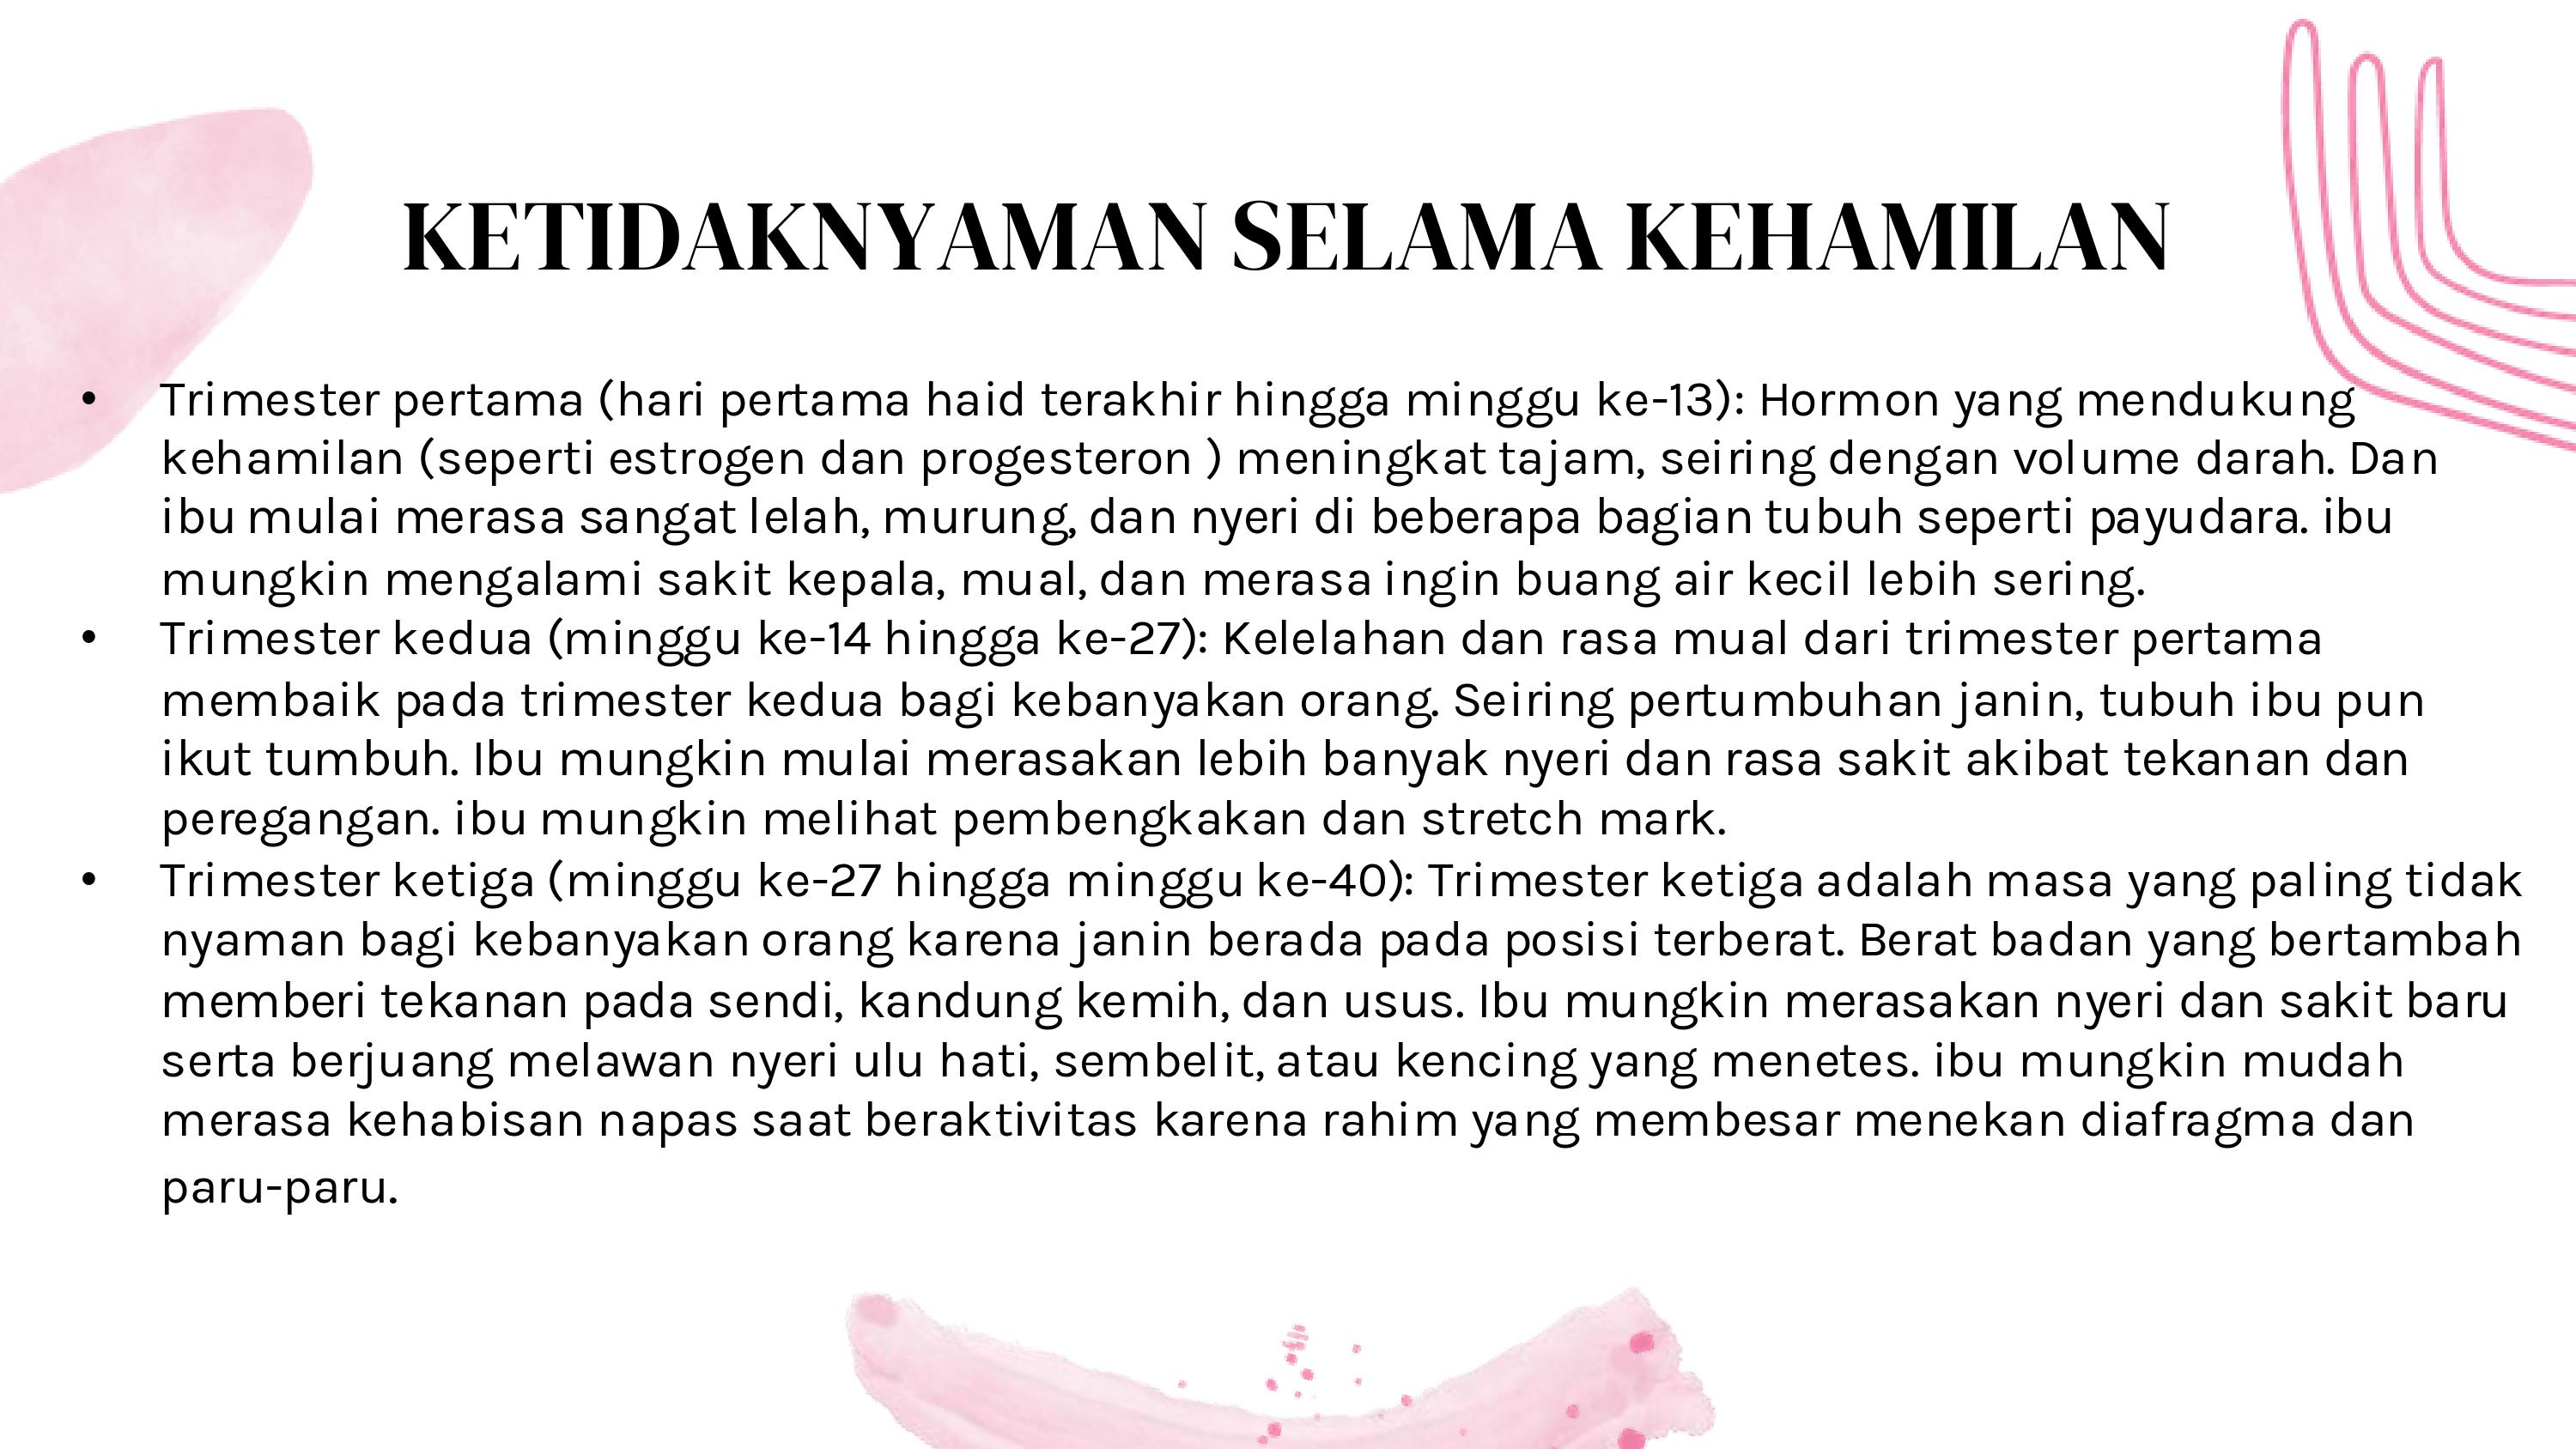 KETIDAKNYAMAN SELAMA KEHAMILAN
• Trimester pertama (hari pertama haid terakhir hingga minggu ke-13): Hormon yang mendukung
kehamilan (seperti estrogen dan progesteron ) meningkat tajam, seiring dengan volume darah. Dan
ibu mulai merasa sangat lelah, murung, dan nyeri di beberapa bagian tubuh seperti payudara. ibu
mungkin mengalami sakit kepala, mual, dan merasa ingin buang air kecil lebih sering.
• Trimester kedua (minggu ke-14 hingga ke-27): Kelelahan dan rasa mual dari trimester pertama
membaik pada trimester kedua bagi kebanyakan orang. Seiring pertumbuhan janin, tubuh ibu pun
ikut tumbuh. Ibu mungkin mulai merasakan lebih banyak nyeri dan rasa sakit akibat tekanan dan
peregangan. ibu mungkin melihat pembengkakan dan stretch mark.
• Trimester ketiga (minggu ke-27 hingga minggu ke-40): Trimester ketiga adalah masa yang paling tidak
nyaman bagi kebanyakan orang karena janin berada pada posisi terberat. Berat badan yang bertambah
memberi tekanan pada sendi, kandung kemih, dan usus. Ibu mungkin merasakan nyeri dan sakit baru
serta berjuang melawan nyeri ulu hati, sembelit, atau kencing yang menetes. ibu mungkin mudah
merasa kehabisan napas saat beraktivitas karena rahim yang membesar menekan diafragma dan
paru-paru.